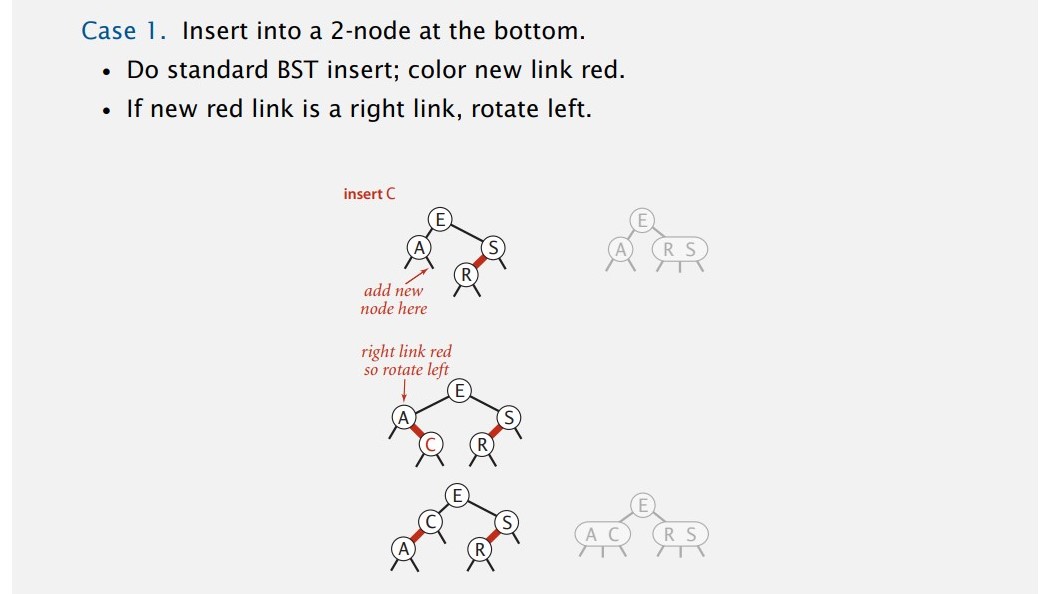 Case 1. Insert into a 2-node at the bottom.
• Do standard BST insert; color new link red.
• If new red link is a right link, rotate left.
insert C
E
A
S
R
add new
node here
E
A
R S
right link red
so rotate left
E
A
S
C
R
E
C
S
A
R
E
A C
R S